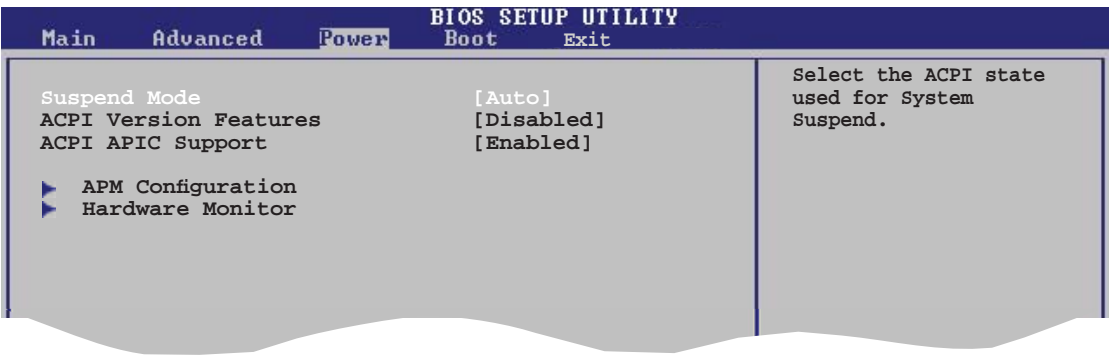 BIOS SETUP UTILITY
Main Advanced Power Boot Exit
Suspend Mode [Auto]
ACPI Version Features [Disabled]
ACPI APIC Support [Enabled]
APM Configuration
Hardware Monitor
Select the ACPI state
used for System
Suspend.